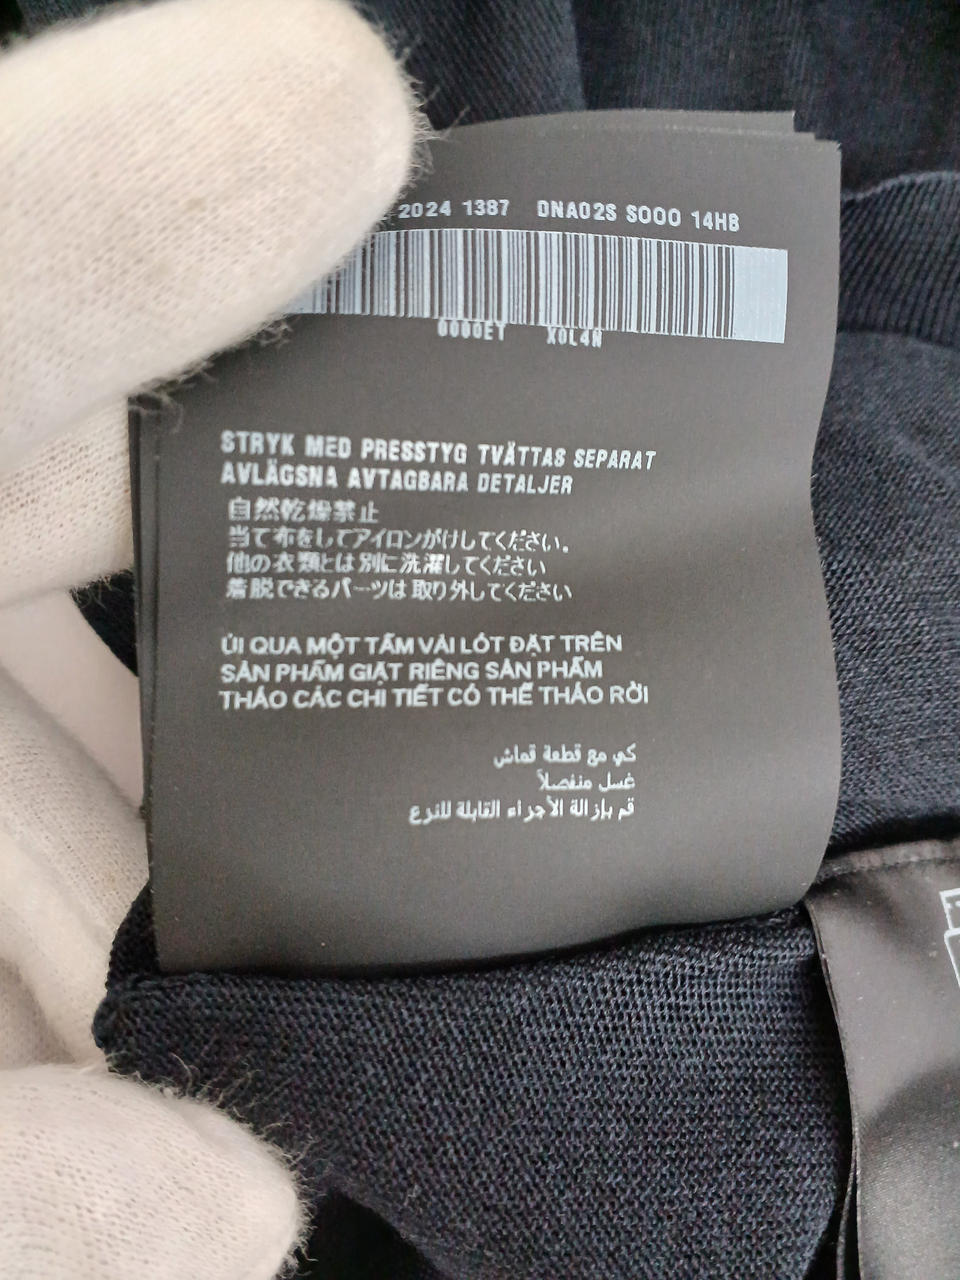 2024 1387 DNA02S S000 14HB
0000ET X0L4N
STRYK MED PRESSTYG TVÄTTAS SEPARAT
AVLÄGSNA AVTAGBARA DETALJER
自然乾燥禁止
当て布をしてアイロンがけしてください。
他の衣類とは別に洗濯してください
着脱できるパーツは取り外してください
ỦI QUA MỘT TẤM VẢI LÓT ĐẶT TRÊN
SẢN PHẨM GIẶT RIÊNG SẢN PHẨM
THÁO CÁC CHI TIẾT CÓ THỂ THÁO RỜI
كي مع قطعة قماش
غسل منفصلاً
قم بإزالة الأجزاء القابلة للنزع